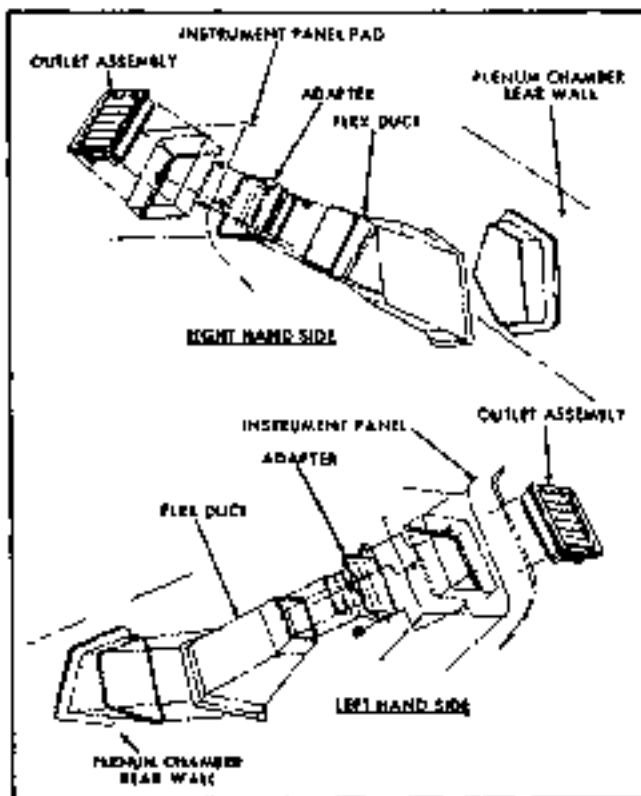 INSTRUMENT PANEL PAD
OUTLET ASSEMBLY
ADAPTER
FLEX DUCT
PLENUM CHAMBER
REAR WALL
RIGHT HAND SIDE
INSTRUMENT PANEL
OUTLET ASSEMBLY
ADAPTER
FLEX DUCT
LEFT HAND SIDE
PLENUM CHAMBER
REAR WALL